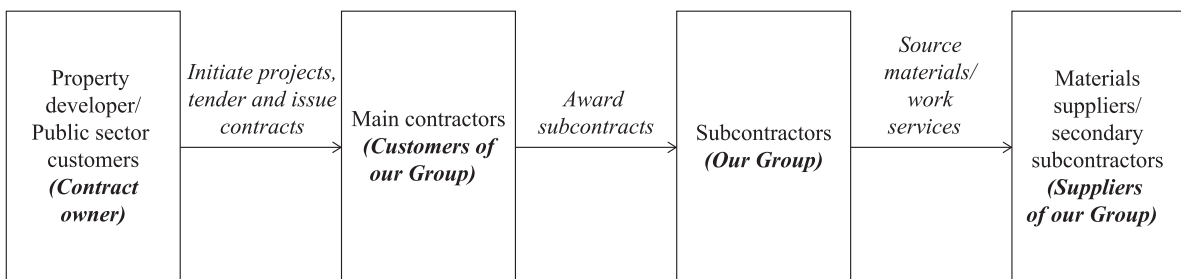 Property
developer/
Public sector
customers
(Contract
owner)
Initiate projects,
tender and issue
contracts
Main contractors
(Customers of
our Group)
Award
subcontracts
Subcontractors
(Our Group)
Source
materials/
work
services
Materials
suppliers/
secondary
subcontractors
(Suppliers
of our Group)